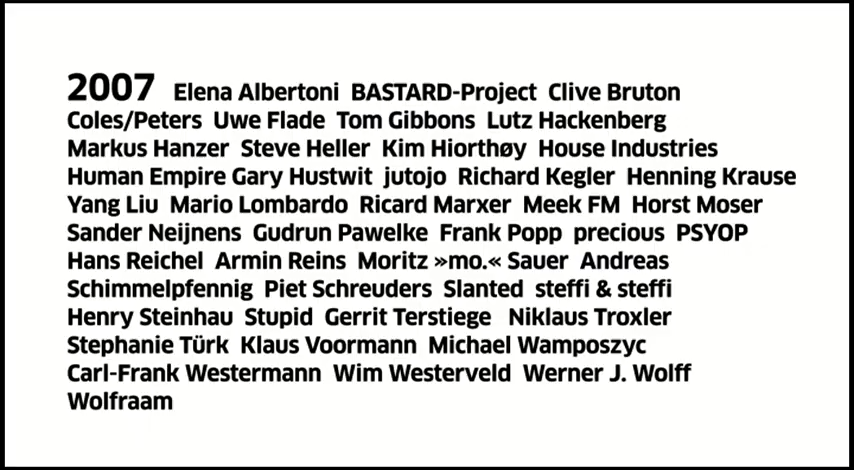 2007 Elena Albertoni BASTARD-Project Clive Bruton
Coles/Peters Uwe Flade Tom Gibbons Lutz Hackenberg
Markus Hanzer Steve Heller Kim Hiorthøy House Industries
Human Empire Gary Hustwit jutojo Richard Kegler Henning Krause
Yang Liu Mario Lombardo Ricard Marxer Meek FM Horst Moser
Sander Neijnens Gudrun Pawelke Frank Popp precious PSYOP
Hans Reichel Armin Reins Moritz »mo.« Sauer Andreas
Schimmelpfennig Piet Schreuders Slanted steffi & steffi
Henry Steinhau Stupid Gerrit Terstiege Niklaus Troxler
Stephanie Türk Klaus Voormann Michael Wamposzyc
Carl-Frank Westermann Wim Westerveld Werner J. Wolff
Wolfraam